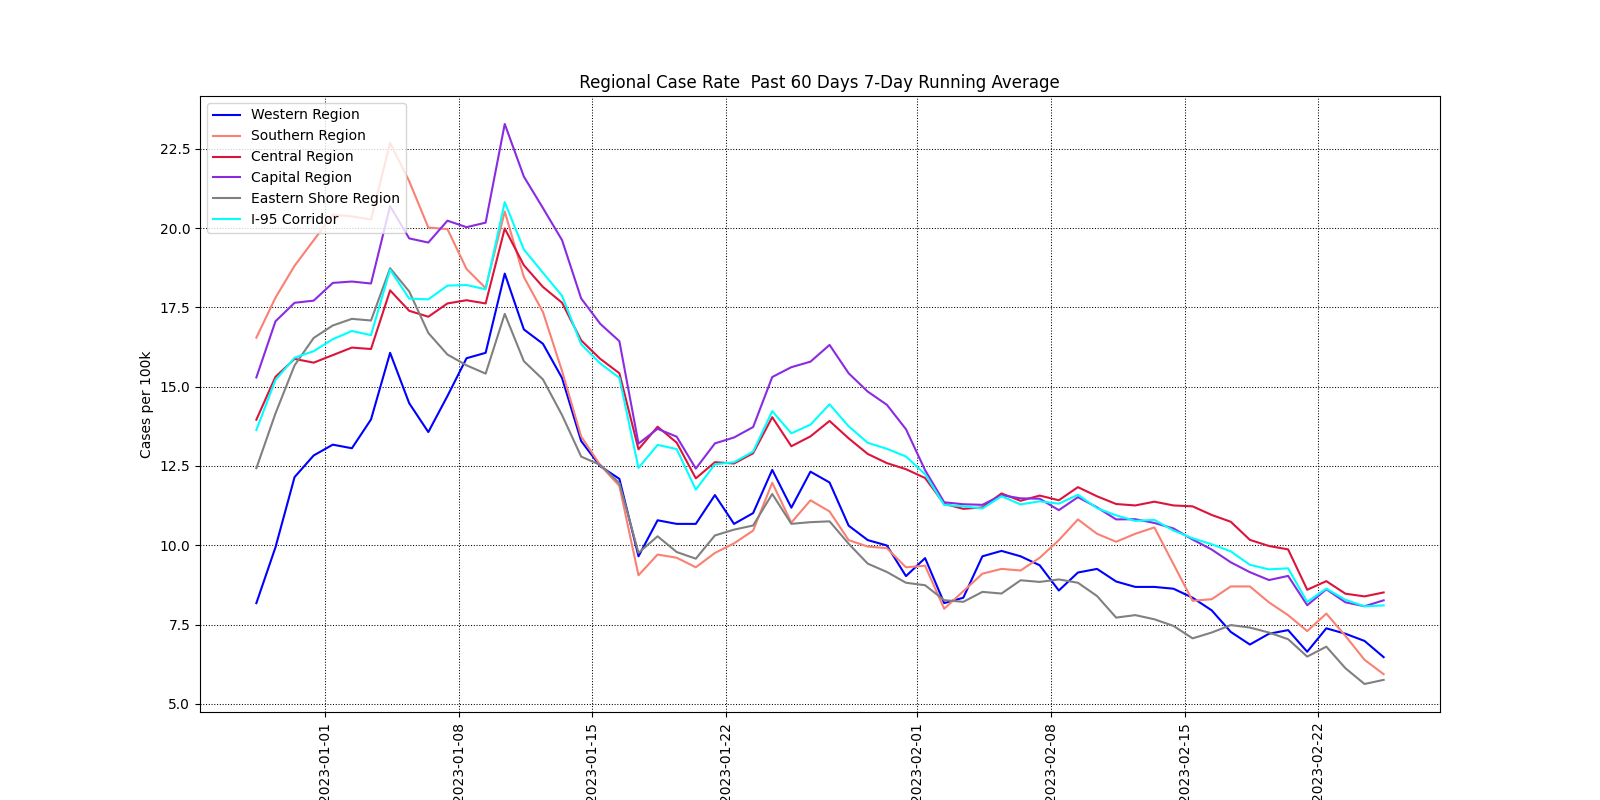 Regional Case Rate  Past 60 Days 7-Day Running Average
Western Region
Southern Region
Central Region
Capital Region
Eastern Shore Region
I-95 Corridor
Cases per 100k
22.5
20.0
17.5
15.0
12.5
10.0
7.5
5.0
2023-01-01
2023-01-08
2023-01-15
2023-01-22
2023-02-01
2023-02-08
2023-02-15
2023-02-22